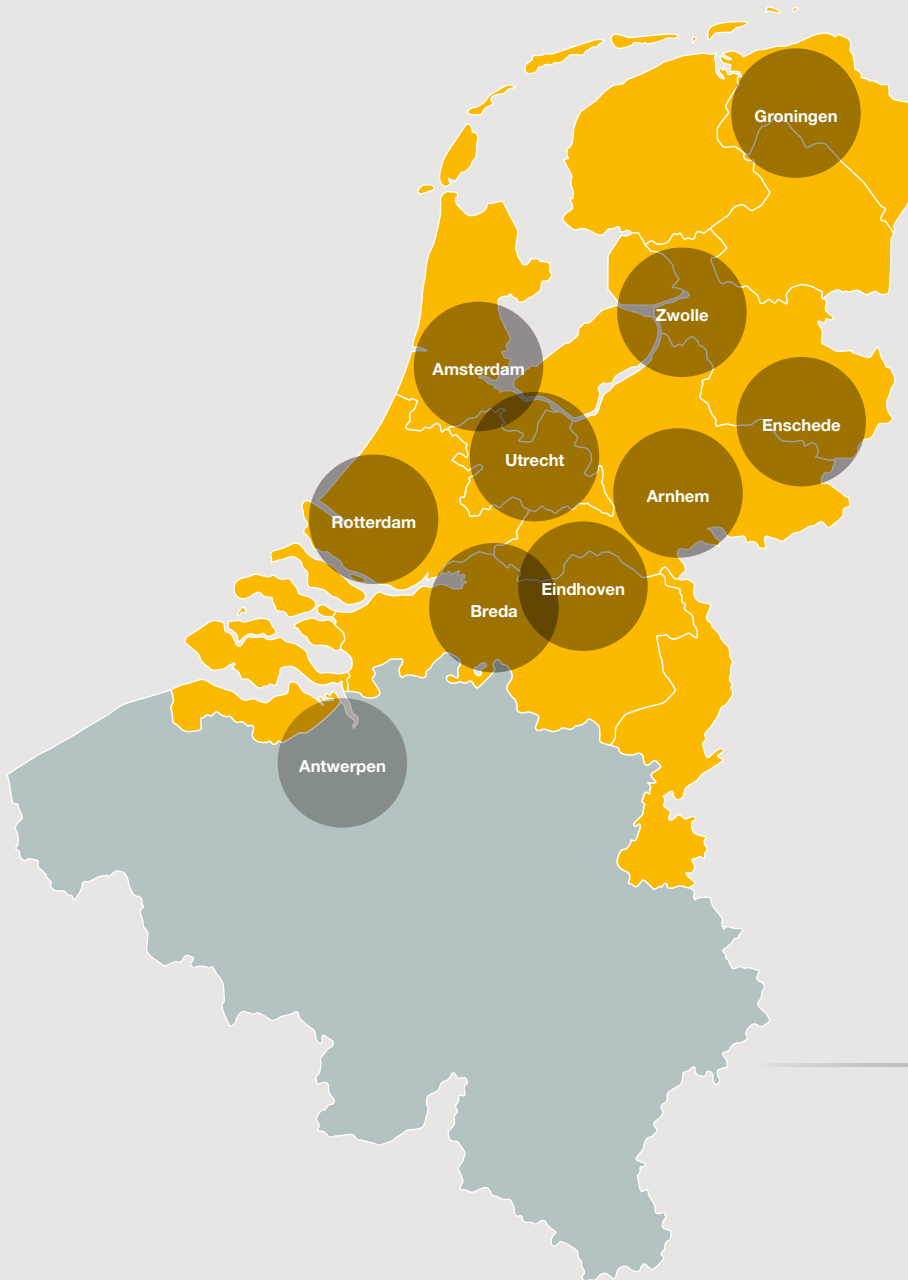 Groningen
Zwolle
Amsterdam
Enschede
Utrecht
Arnhem
Rotterdam
Eindhoven
Breda
Antwerpen